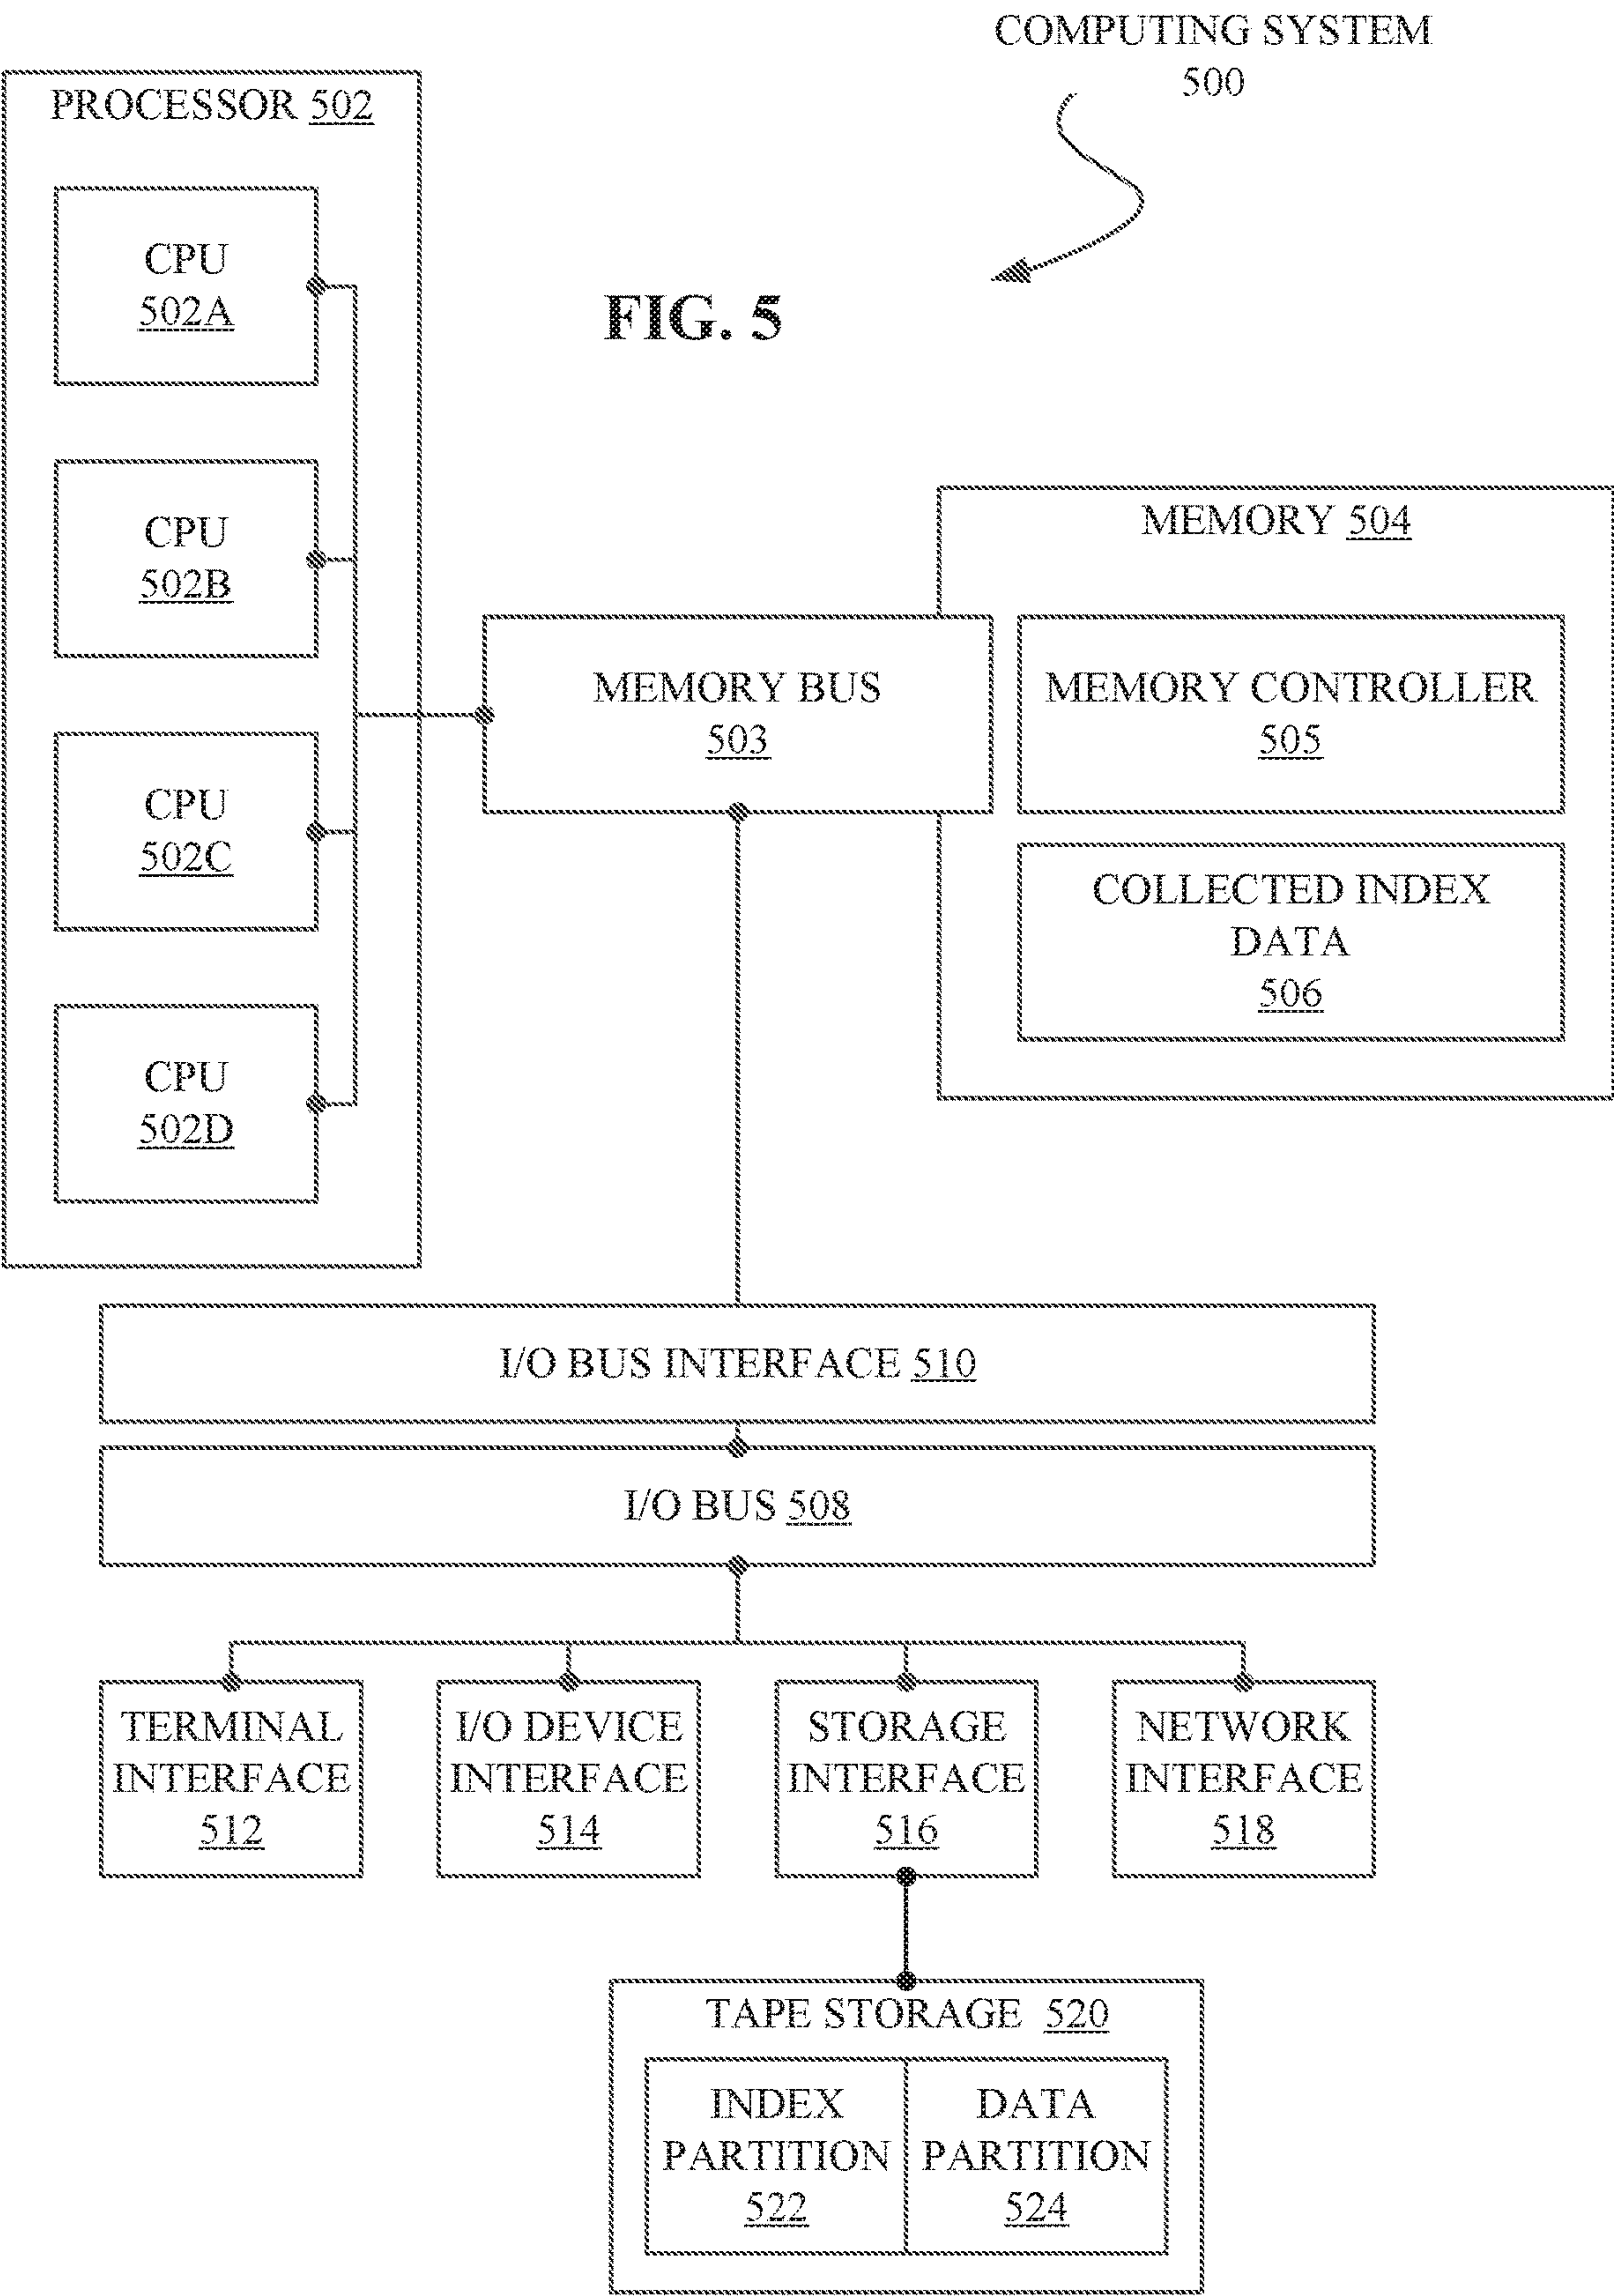 COMPUTING SYSTEM
500
PROCESSOR 502
CPU
502A
FIG. 5
CPU
502B
CPU
502C
CPU
502D
MEMORY 504
MEMORY BUS
503
MEMORY CONTROLLER
505
COLLECTED INDEX
DATA
506
I/O BUS INTERFACE 510
I/O BUS 508
TERMINAL
INTERFACE
512
I/O DEVICE
INTERFACE
514
STORAGE
INTERFACE
516
NETWORK
INTERFACE
518
TAPE STORAGE 520
INDEX
PARTITION
522
DATA
PARTITION
524